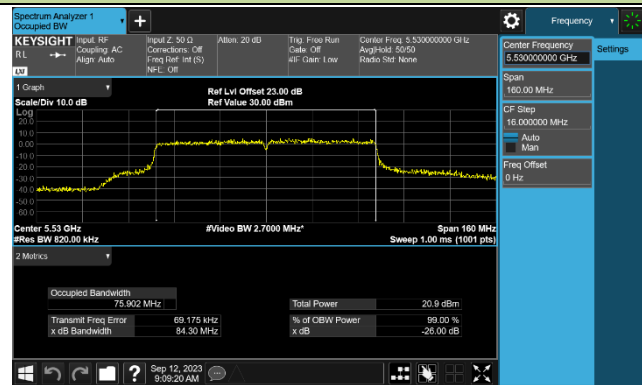 Spectrum Analyzer 1
Occupied BW
Frequency
KEYSIGHT
RL
LXI
Input: RF
Coupling: AC
Align: Auto
Input Z: 50 Ω
Corrections: Off
Freq Ref: Int (S)
NFE: Off
Atten: 20 dB
Trig: Free Run
Gate: Off
#IF Gain: Low
Center Freq: 5.530000000 GHz
Avg|Hold: 50/50
Radio Std: None
Center Frequency
5.530000000 GHz
Settings
Span
160.00 MHz
CF Step
16.000000 MHz
Auto
Man
Freq Offset
0 Hz
1 Graph
Scale/Div 10.0 dB
Ref Lvl Offset 23.00 dB
Ref Value 30.00 dBm
Log
20.0
10.0
0.00
-10.0
-20.0
-30.0
-40.0
-50.0
-60.0
Center 5.53 GHz
#Video BW 2.7000 MHz*
Span 160 MHz
#Res BW 820.00 kHz
Sweep 1.00 ms (1001 pts)
2 Metrics
Occupied Bandwidth
75.902 MHz
Total Power
20.9 dBm
Transmit Freq Error
69.175 kHz
% of OBW Power
99.00 %
x dB Bandwidth
84.30 MHz
x dB
-26.00 dB
Sep 12, 2023
9:09:20 AM